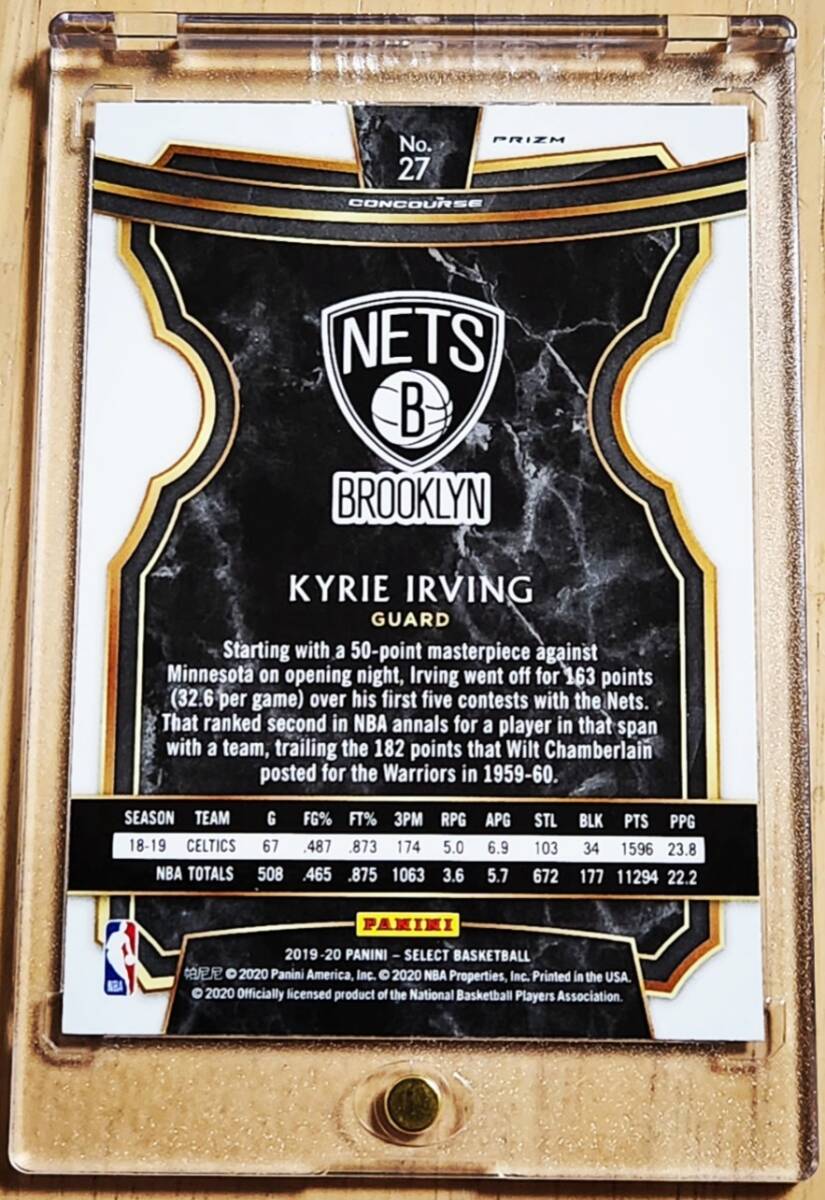 No.
27
PRIZM
CONCOURSE
NETS
B
BROOKLYN
KYRIE IRVING
GUARD
Starting with a 50-point masterpiece against
Minnesota on opening night, Irving went off for 163 points
(32.6 per game) over his first five contests with the Nets.
That ranked second in NBA annals for a player in that span
with a team, trailing the 182 points that Wilt Chamberlain
posted for the Warriors in 1959-60.
SEASON TEAM G FG% FT% 3PM RPG APG STL BLK PTS PPG
18-19 CELTICS 67 .487 .873 174 5.0 6.9 103 34 1596 23.8
NBA TOTALS 508 .465 .875 1063 3.6 5.7 672 177 11294 22.2
PANINI
2019-20 PANINI – SELECT BASKETBALL
帕尼尼 © 2020 Panini America, Inc. © 2020 NBA Properties, Inc. Printed in the USA.
© 2020 Officially licensed product of the National Basketball Players Association.
NBA